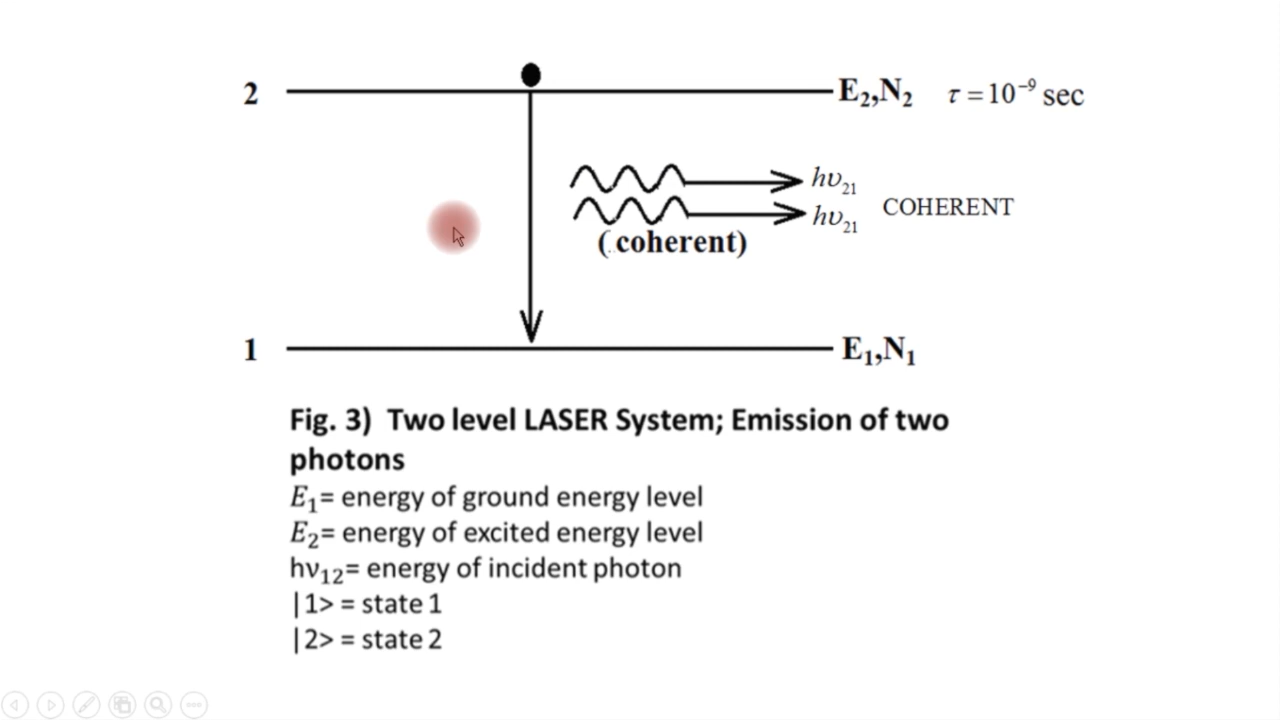 2 E₂,N₂ τ = 10⁻⁹ sec
hυ₂₁
hυ₂₁ COHERENT
( coherent)
1 E₁,N₁
Fig. 3) Two level LASER System; Emission of two
photons
E₁= energy of ground energy level
E₂= energy of excited energy level
hν₁₂= energy of incident photon
|1> = state 1
|2> = state 2